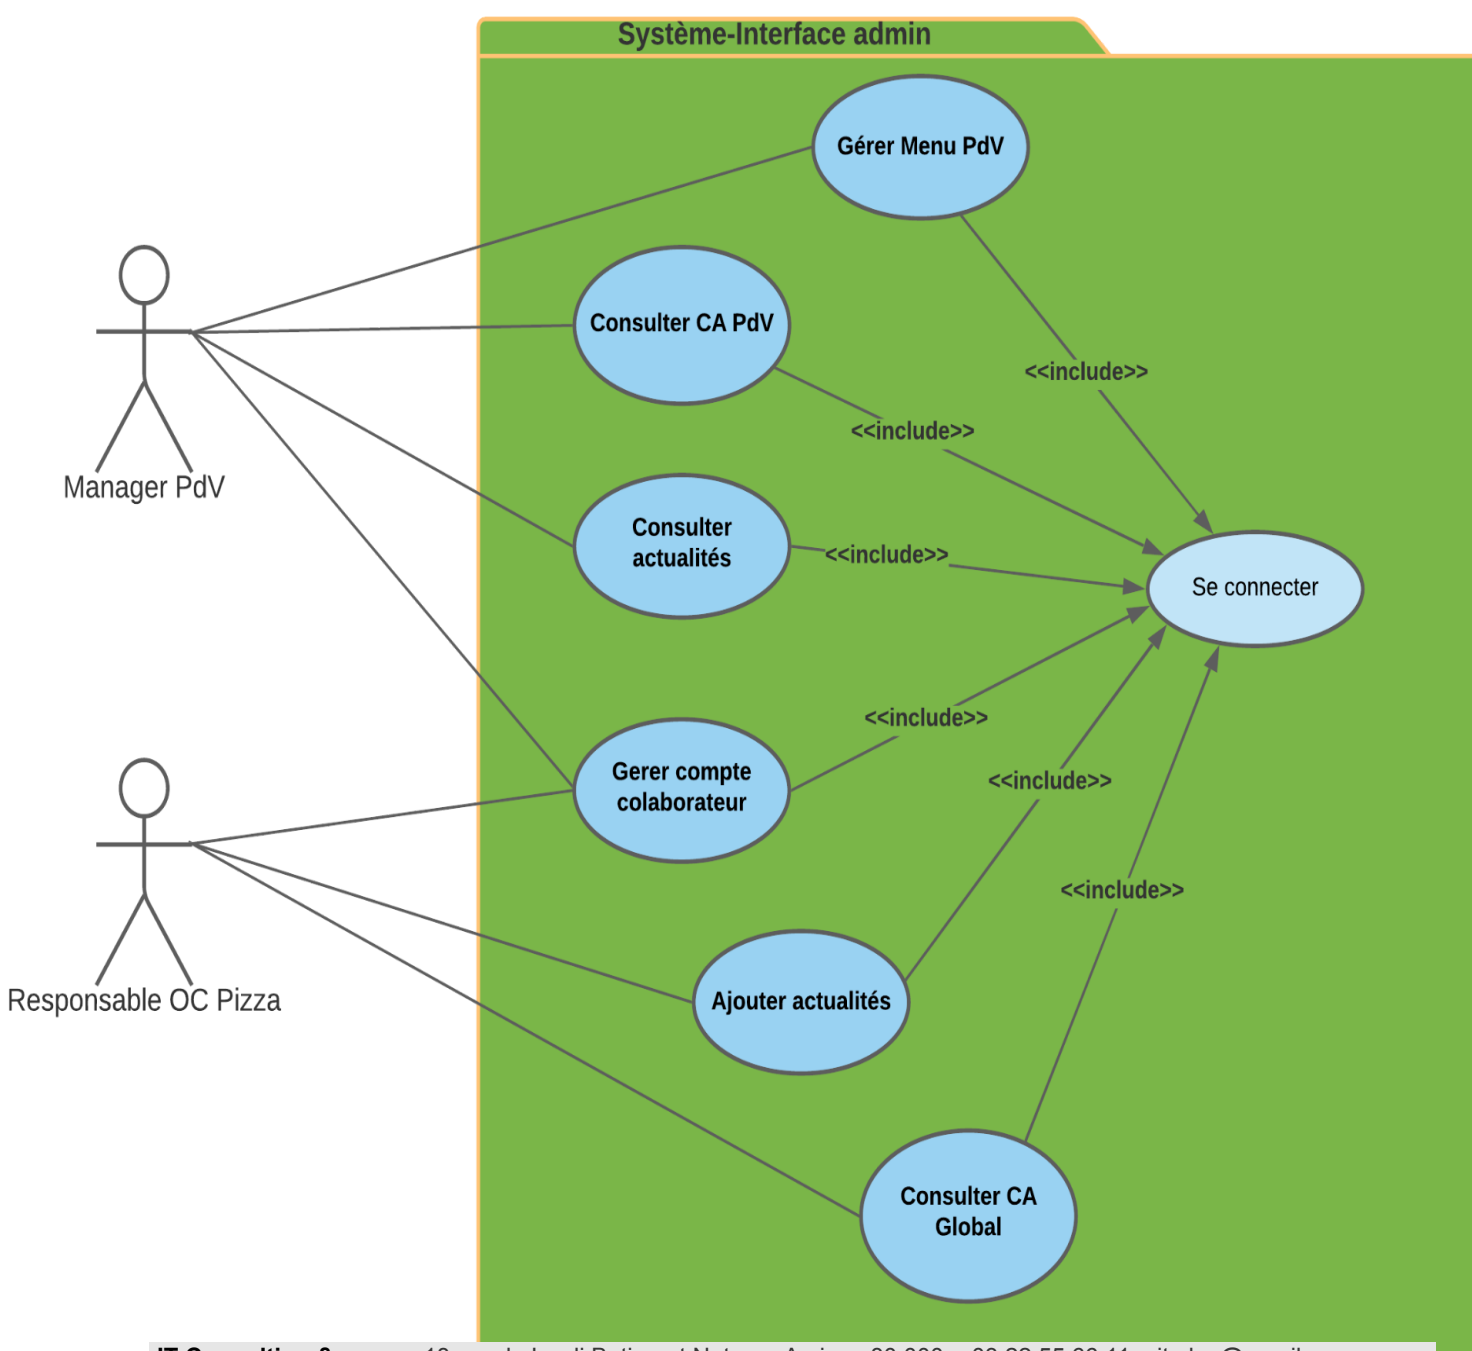 Système-Interface admin
Gérer Menu PdV
Consulter CA PdV
<<include>>
<<include>>
Manager PdV
Consulter
actualités
<<include>>
Se connecter
<<include>>
Gerer compte
colaborateur
<<include>>
<<include>>
Responsable OC Pizza
Ajouter actualités
Consulter CA
Global